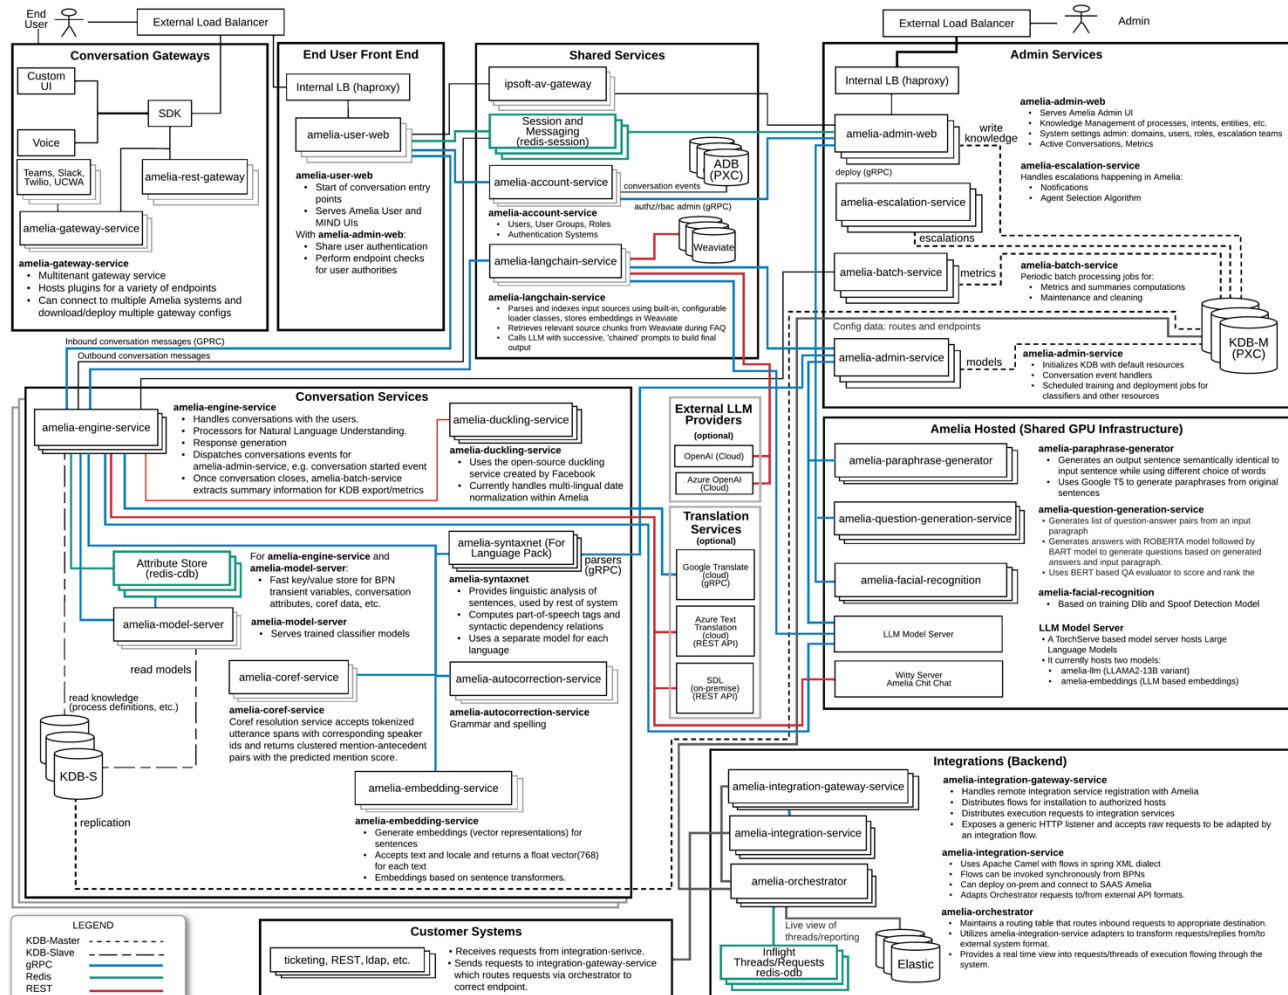 End
User
External Load Balancer
External Load Balancer
Admin
Conversation Gateways
Custom
UI
SDK
Voice
Teams, Slack,
Twilio, UCWA
amelia-rest-gateway
amelia-gateway-service
amelia-gateway-service
• Multitenant gateway service
• Hosts plugins for a variety of endpoints
• Can connect to multiple Amelia systems and
download/deploy multiple gateway configs
End User Front End
Internal LB (haproxy)
amelia-user-web
amelia-user-web
• Start of conversation entry
points
• Serves Amelia User and
MIND UIs
With amelia-admin-web:
• Share user authentication
• Perform endpoint checks
for user authorities
Shared Services
ipsoft-av-gateway
Session and
Messaging
(redis-session)
ADB
(PXC)
amelia-account-service
conversation events
authz/rbac admin (gRPC)
amelia-account-service
• Users, User Groups, Roles
• Authentication Systems
Weaviate
amelia-langchain-service
amelia-langchain-service
• Parses and indexes input sources using built-in, configurable
loader classes, stores embeddings in Weaviate
• Retrieves relevant source chunks from Weaviate during FAQ
• Calls LLM with successive, 'chained' prompts to build final
output
Admin Services
Internal LB (haproxy)
amelia-admin-web
write
knowledge
deploy (gRPC)
amelia-escalation-service
escalations
amelia-batch-service
metrics
Config data: routes and endpoints
amelia-admin-service
models
KDB-M
(PXC)
amelia-admin-web
• Serves Amelia Admin UI
• Knowledge Management of processes, intents, entities, etc.
• System settings admin: domains, users, roles, escalation teams
• Active Conversations, Metrics
amelia-escalation-service
Handles escalations happening in Amelia:
• Notifications
• Agent Selection Algorithm
amelia-batch-service
Periodic batch processing jobs for:
• Metrics and summaries computations
• Maintenance and cleaning
amelia-admin-service
• Initializes KDB with default resources
• Conversation event handlers
• Scheduled training and deployment jobs for
classifiers and other resources
Inbound conversation messages (GPRC)
Outbound conversation messages
Conversation Services
amelia-engine-service
amelia-engine-service
• Handles conversations with the users.
• Processors for Natural Language Understanding.
• Response generation
• Dispatches conversations events for
amelia-admin-service, e.g. conversation started event
• Once conversation closes, amelia-batch-service
extracts summary information for KDB export/metrics
amelia-duckling-service
amelia-duckling-service
• Uses the open-source duckling
service created by Facebook
• Currently handles multi-lingual date
normalization within Amelia
Attribute Store
(redis-cdb)
For amelia-engine-service and
amelia-model-server:
• Fast key/value store for BPN
transient variables, conversation
attributes, coref data, etc.
amelia-model-server
amelia-model-server
• Serves trained classifier models
amelia-syntaxnet (For
Language Pack)
parsers
(gRPC)
amelia-syntaxnet
• Provides linguistic analysis of
sentences, used by rest of system
• Computes part-of-speech tags and
syntactic dependency relations
• Uses a separate model for each
language
read models
amelia-coref-service
amelia-coref-service
Coref resolution service accepts tokenized
utterance spans with corresponding speaker
ids and returns clustered mention-antecedent
pairs with the predicted mention score.
amelia-autocorrection-service
amelia-autocorrection-service
Grammar and spelling
read knowledge
(process definitions, etc.)
KDB-S
replication
amelia-embedding-service
amelia-embedding-service
• Generate embeddings (vector representations) for
sentences
• Accepts text and locale and returns a float vector(768)
for each text
• Embeddings based on sentence transformers.
External LLM
Providers
(optional)
OpenAI (Cloud)
Azure OpenAI
(Cloud)
Translation
Services
(optional)
Google Translate
(cloud)
(gRPC)
Azure Text
Translation
(cloud)
(REST API)
SDL
(on-premise)
(REST API)
Amelia Hosted (Shared GPU Infrastructure)
amelia-paraphrase-generator
amelia-question-generation-service
amelia-facial-recognition
LLM Model Server
Witty Server
Amelia Chit Chat
amelia-paraphrase-generator
• Generates an output sentence semantically identical to
input sentence while using different choice of words
• Uses Google T5 to generate paraphrases from original
sentences
amelia-question-generation-service
• Generates list of question-answer pairs from an input
paragraph
• Generates answers with ROBERTA model followed by
BART model to generate questions based on generated
answers and input paragraph.
• Uses BERT based QA evaluator to score and rank the
amelia-facial-recognition
• Based on training Dlib and Spoof Detection Model
LLM Model Server
• A TorchServe based model server hosts Large
Language Models
• It currently hosts two models:
• amelia-llm (LLAMA2-13B variant)
• amelia-embeddings (LLM based embeddings)
Integrations (Backend)
amelia-integration-gateway-service
amelia-integration-service
amelia-orchestrator
Live view of
threads/reporting
Inflight
Threads/Requests
redis-odb
Elastic
amelia-integration-gateway-service
• Handles remote integration service registration with Amelia
• Distributes flows for installation to authorized hosts
• Distributes execution requests to integration services
• Exposes a generic HTTP listener and accepts raw requests to be adapted by
an integration flow.
amelia-integration-service
• Uses Apache Camel with flows in spring XML dialect
• Flows can be invoked synchronously from BPNs
• Can deploy on-prem and connect to SAAS Amelia
• Adapts Orchestrator requests to/from external API formats.
amelia-orchestrator
• Maintains a routing table that routes inbound requests to appropriate destination.
• Utilizes amelia-integration-service adapters to transform requests/replies from/to
external system format.
• Provides a real time view into requests/threads of execution flowing through the
system.
LEGEND
KDB-Master
KDB-Slave
gRPC
Redis
REST
Customer Systems
ticketing, REST, ldap, etc.
• Receives requests from integration-serivce.
• Sends requests to integration-gateway-service
which routes requests via orchestrator to
correct endpoint.